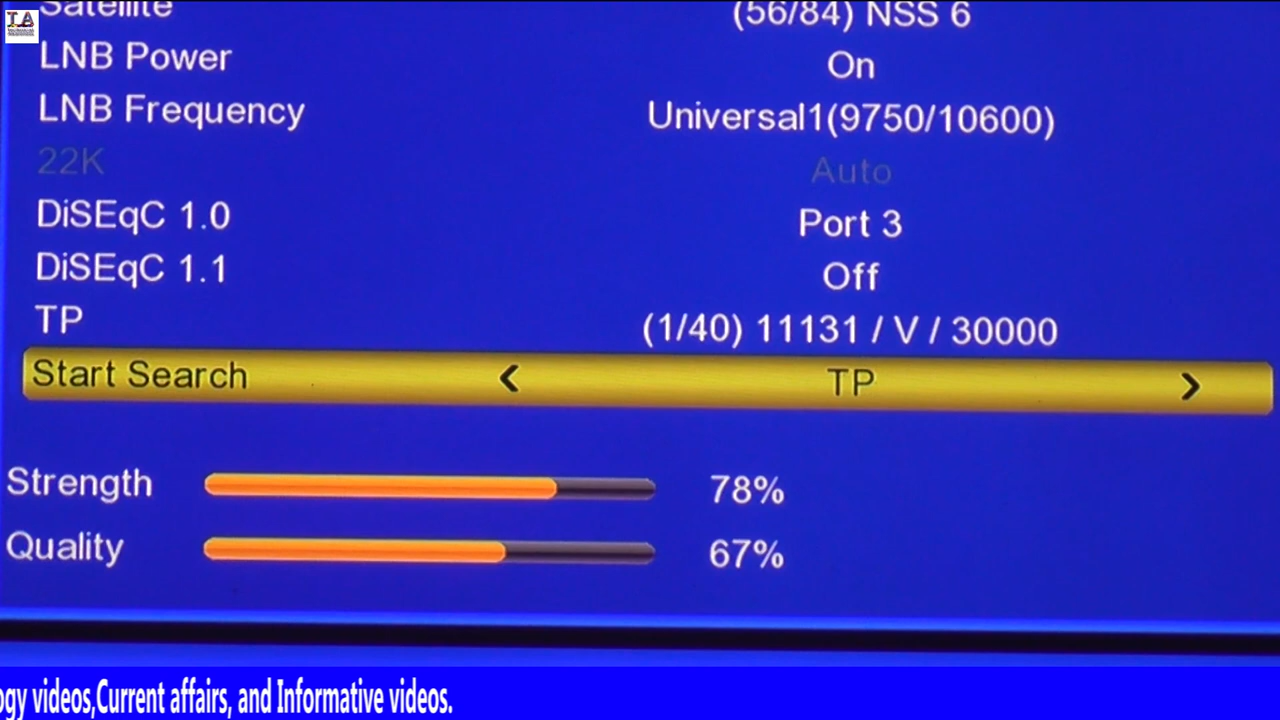 Satellite (56/84) NSS 6
LNB Power On
LNB Frequency Universal1(9750/10600)
22K Auto
DiSEqC 1.0 Port 3
DiSEqC 1.1 Off
TP (1/40) 11131 / V / 30000
Start Search < TP >
Strength 78%
Quality 67%
ogy videos,Current affairs, and Informative videos.